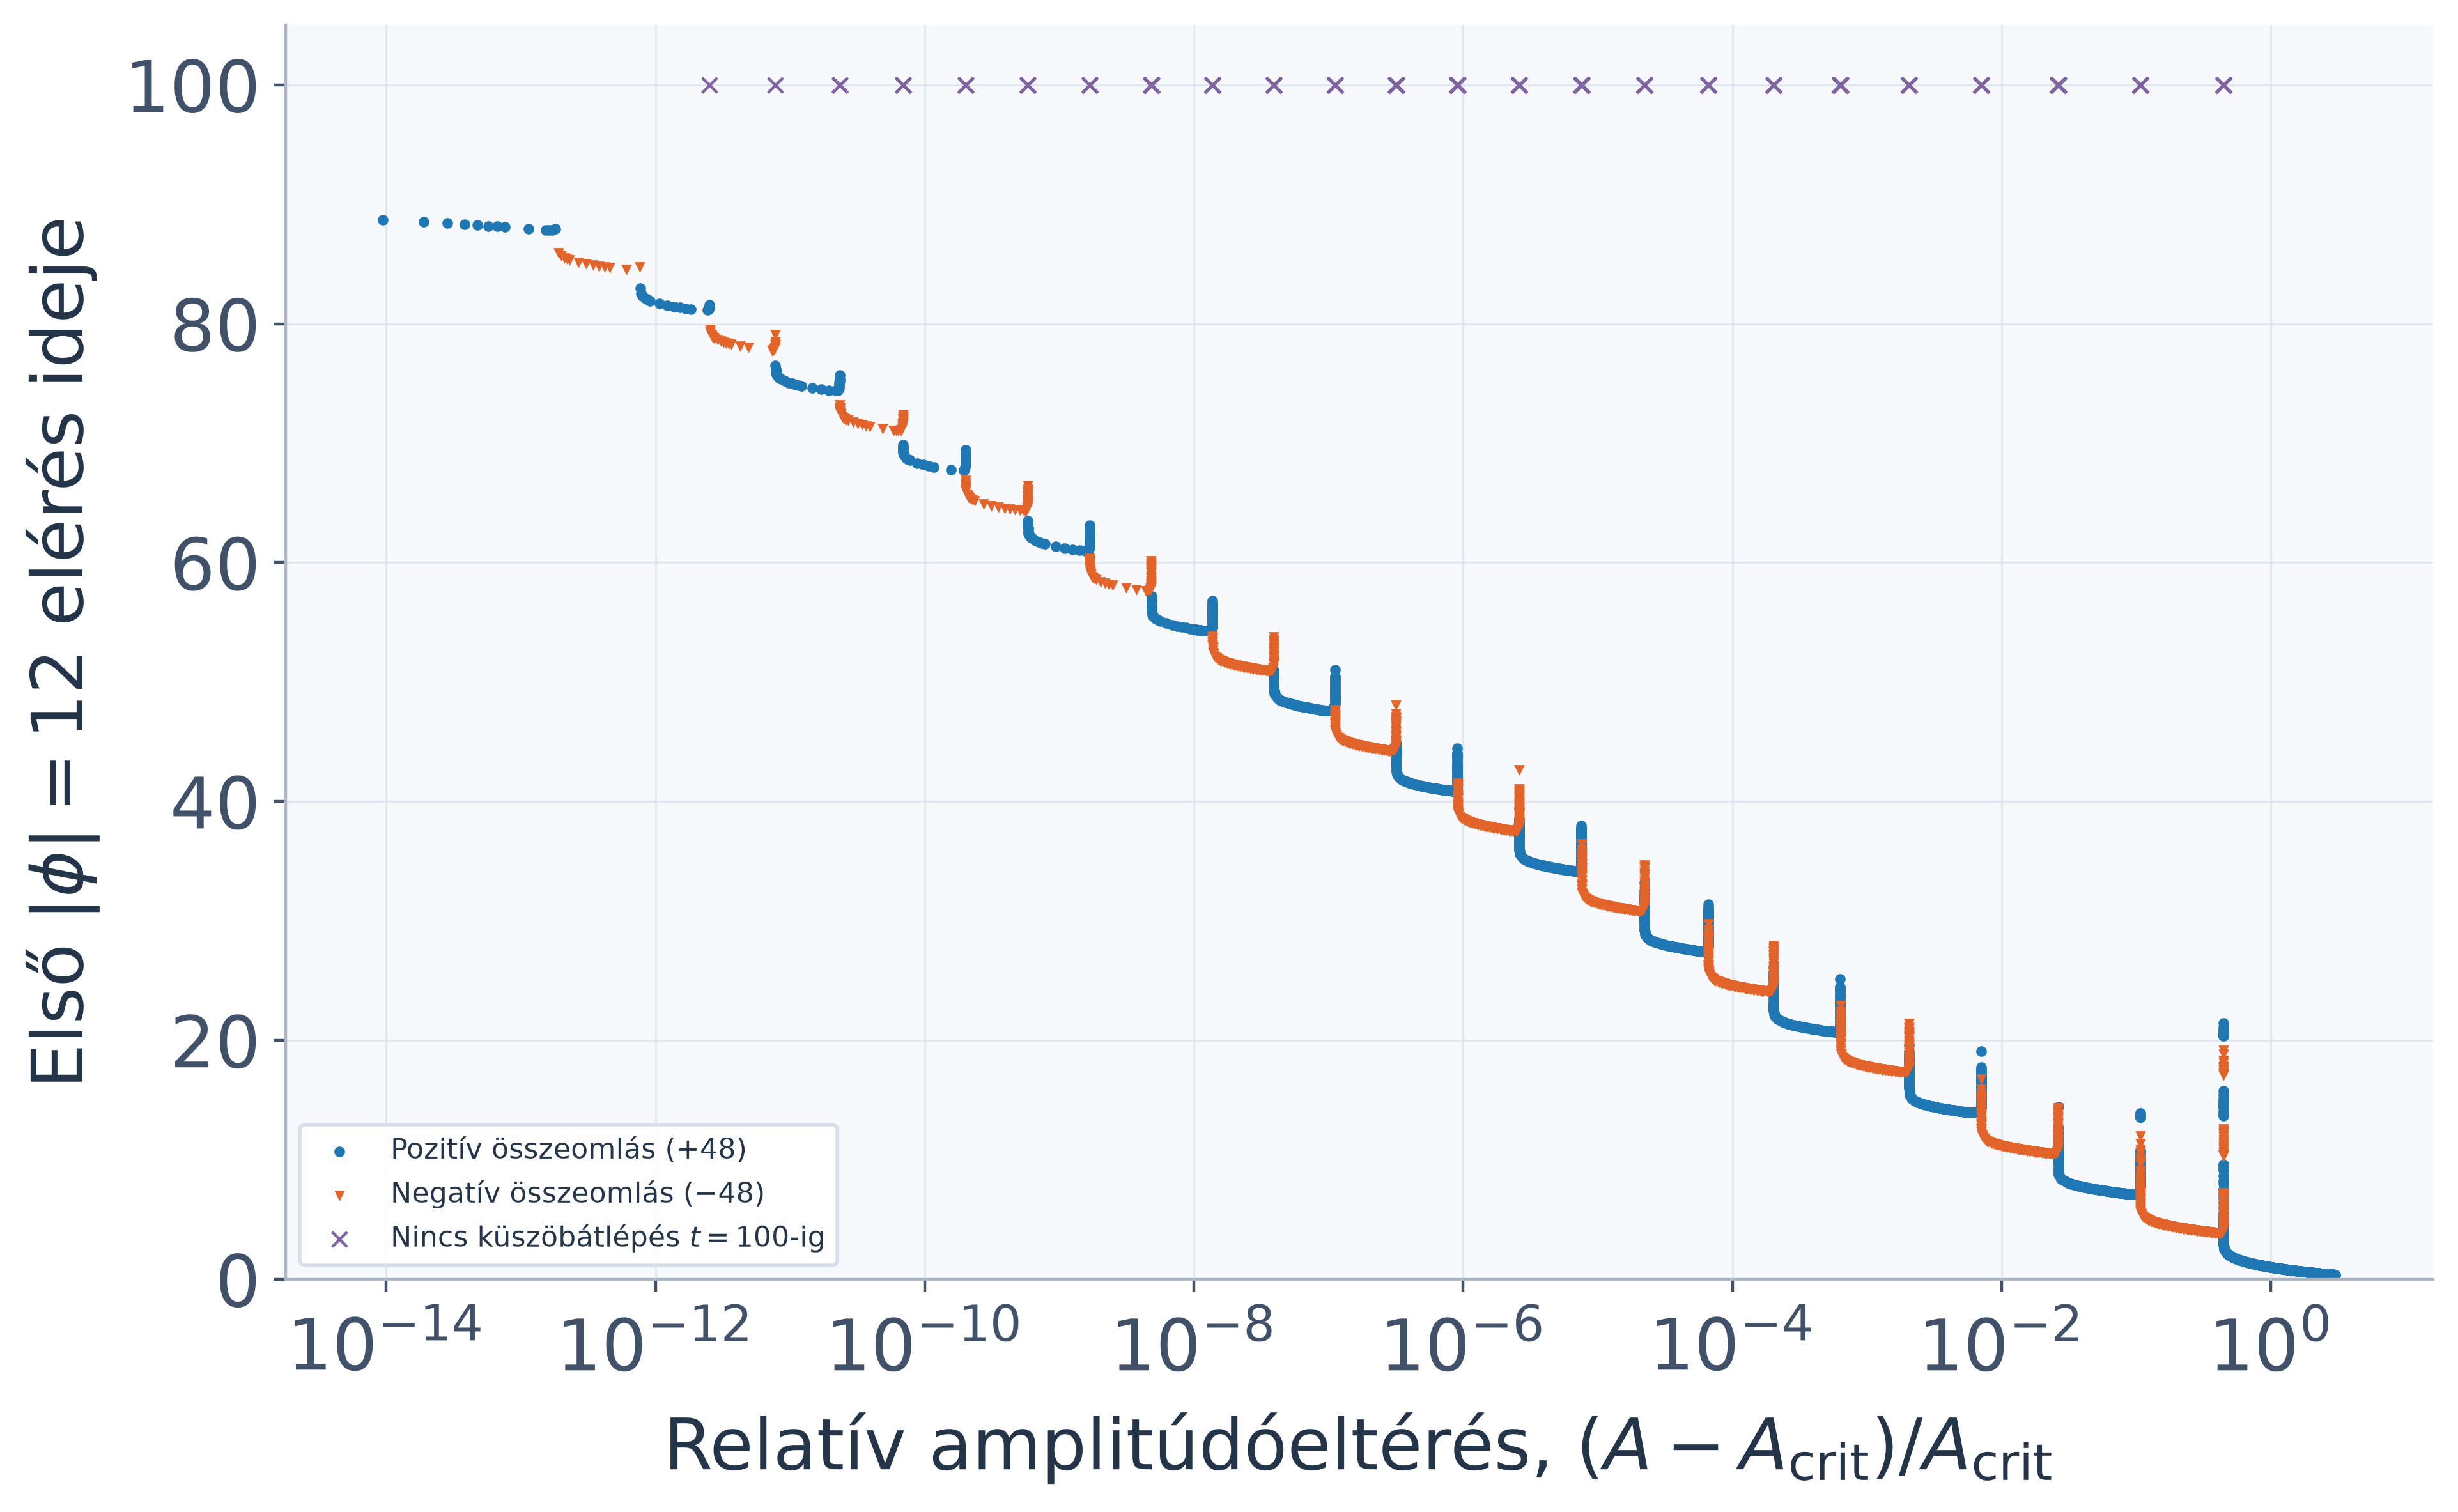 Első |ϕ| = 12 elérés ideje
100
80
60
40
20
0
Pozitív összeomlás (+48)
Negatív összeomlás (−48)
Nincs küszöbátlépés t = 100-ig
10⁻¹⁴ 10⁻¹² 10⁻¹⁰ 10⁻⁸ 10⁻⁶ 10⁻⁴ 10⁻² 10⁰
Relatív amplitúdóeltérés, (A − A_crit)/A_crit